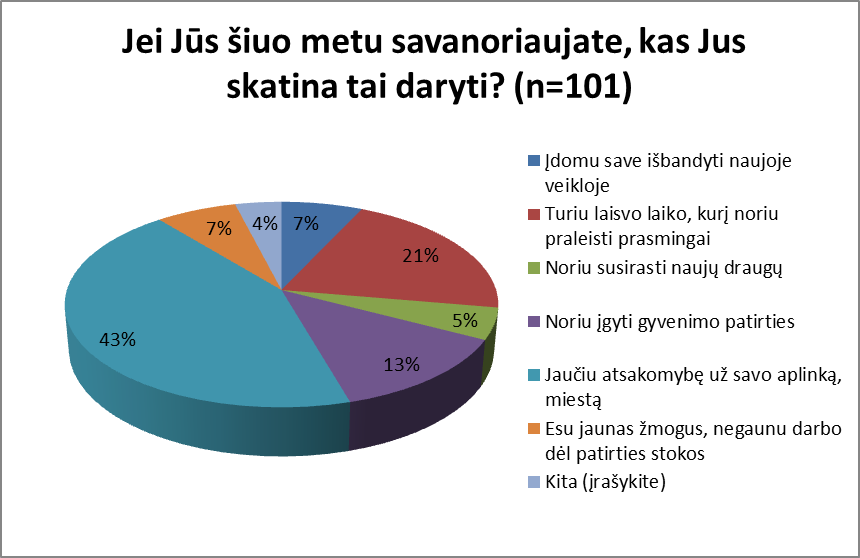 Jei Jūs šiuo metu savanoriaujate, kas Jus
skatina tai daryti? (n=101)
7%
21%
5%
13%
43%
7%
4%
Įdomu save išbandyti naujoje
veikloje
Turiu laisvo laiko, kurį noriu
praleisti prasmingai
Noriu susirasti naujų draugų
Noriu įgyti gyvenimo patirties
Jaučiu atsakomybę už savo aplinką,
miestą
Esu jaunas žmogus, negaunu darbo
dėl patirties stokos
Kita (įrašykite)